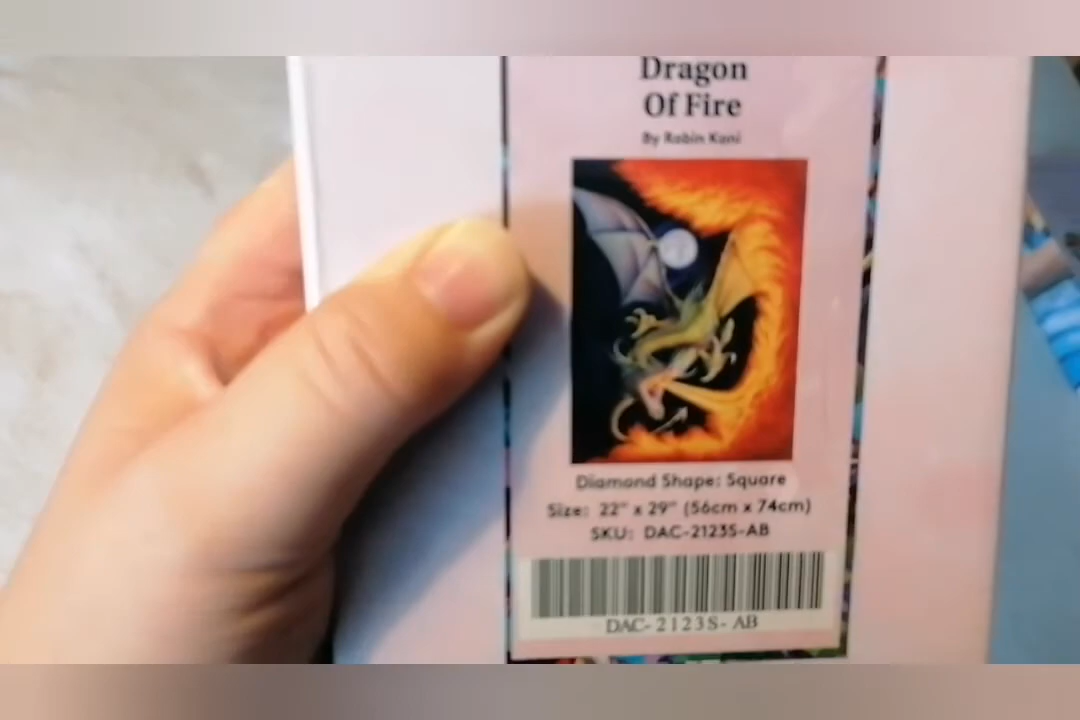 Dragon
Of Fire
By Robin Koni
Diamond Shape: Square
Size: 22" x 29" (56cm x 74cm)
SKU: DAC-2123S-AB
DAC-2123S-AB